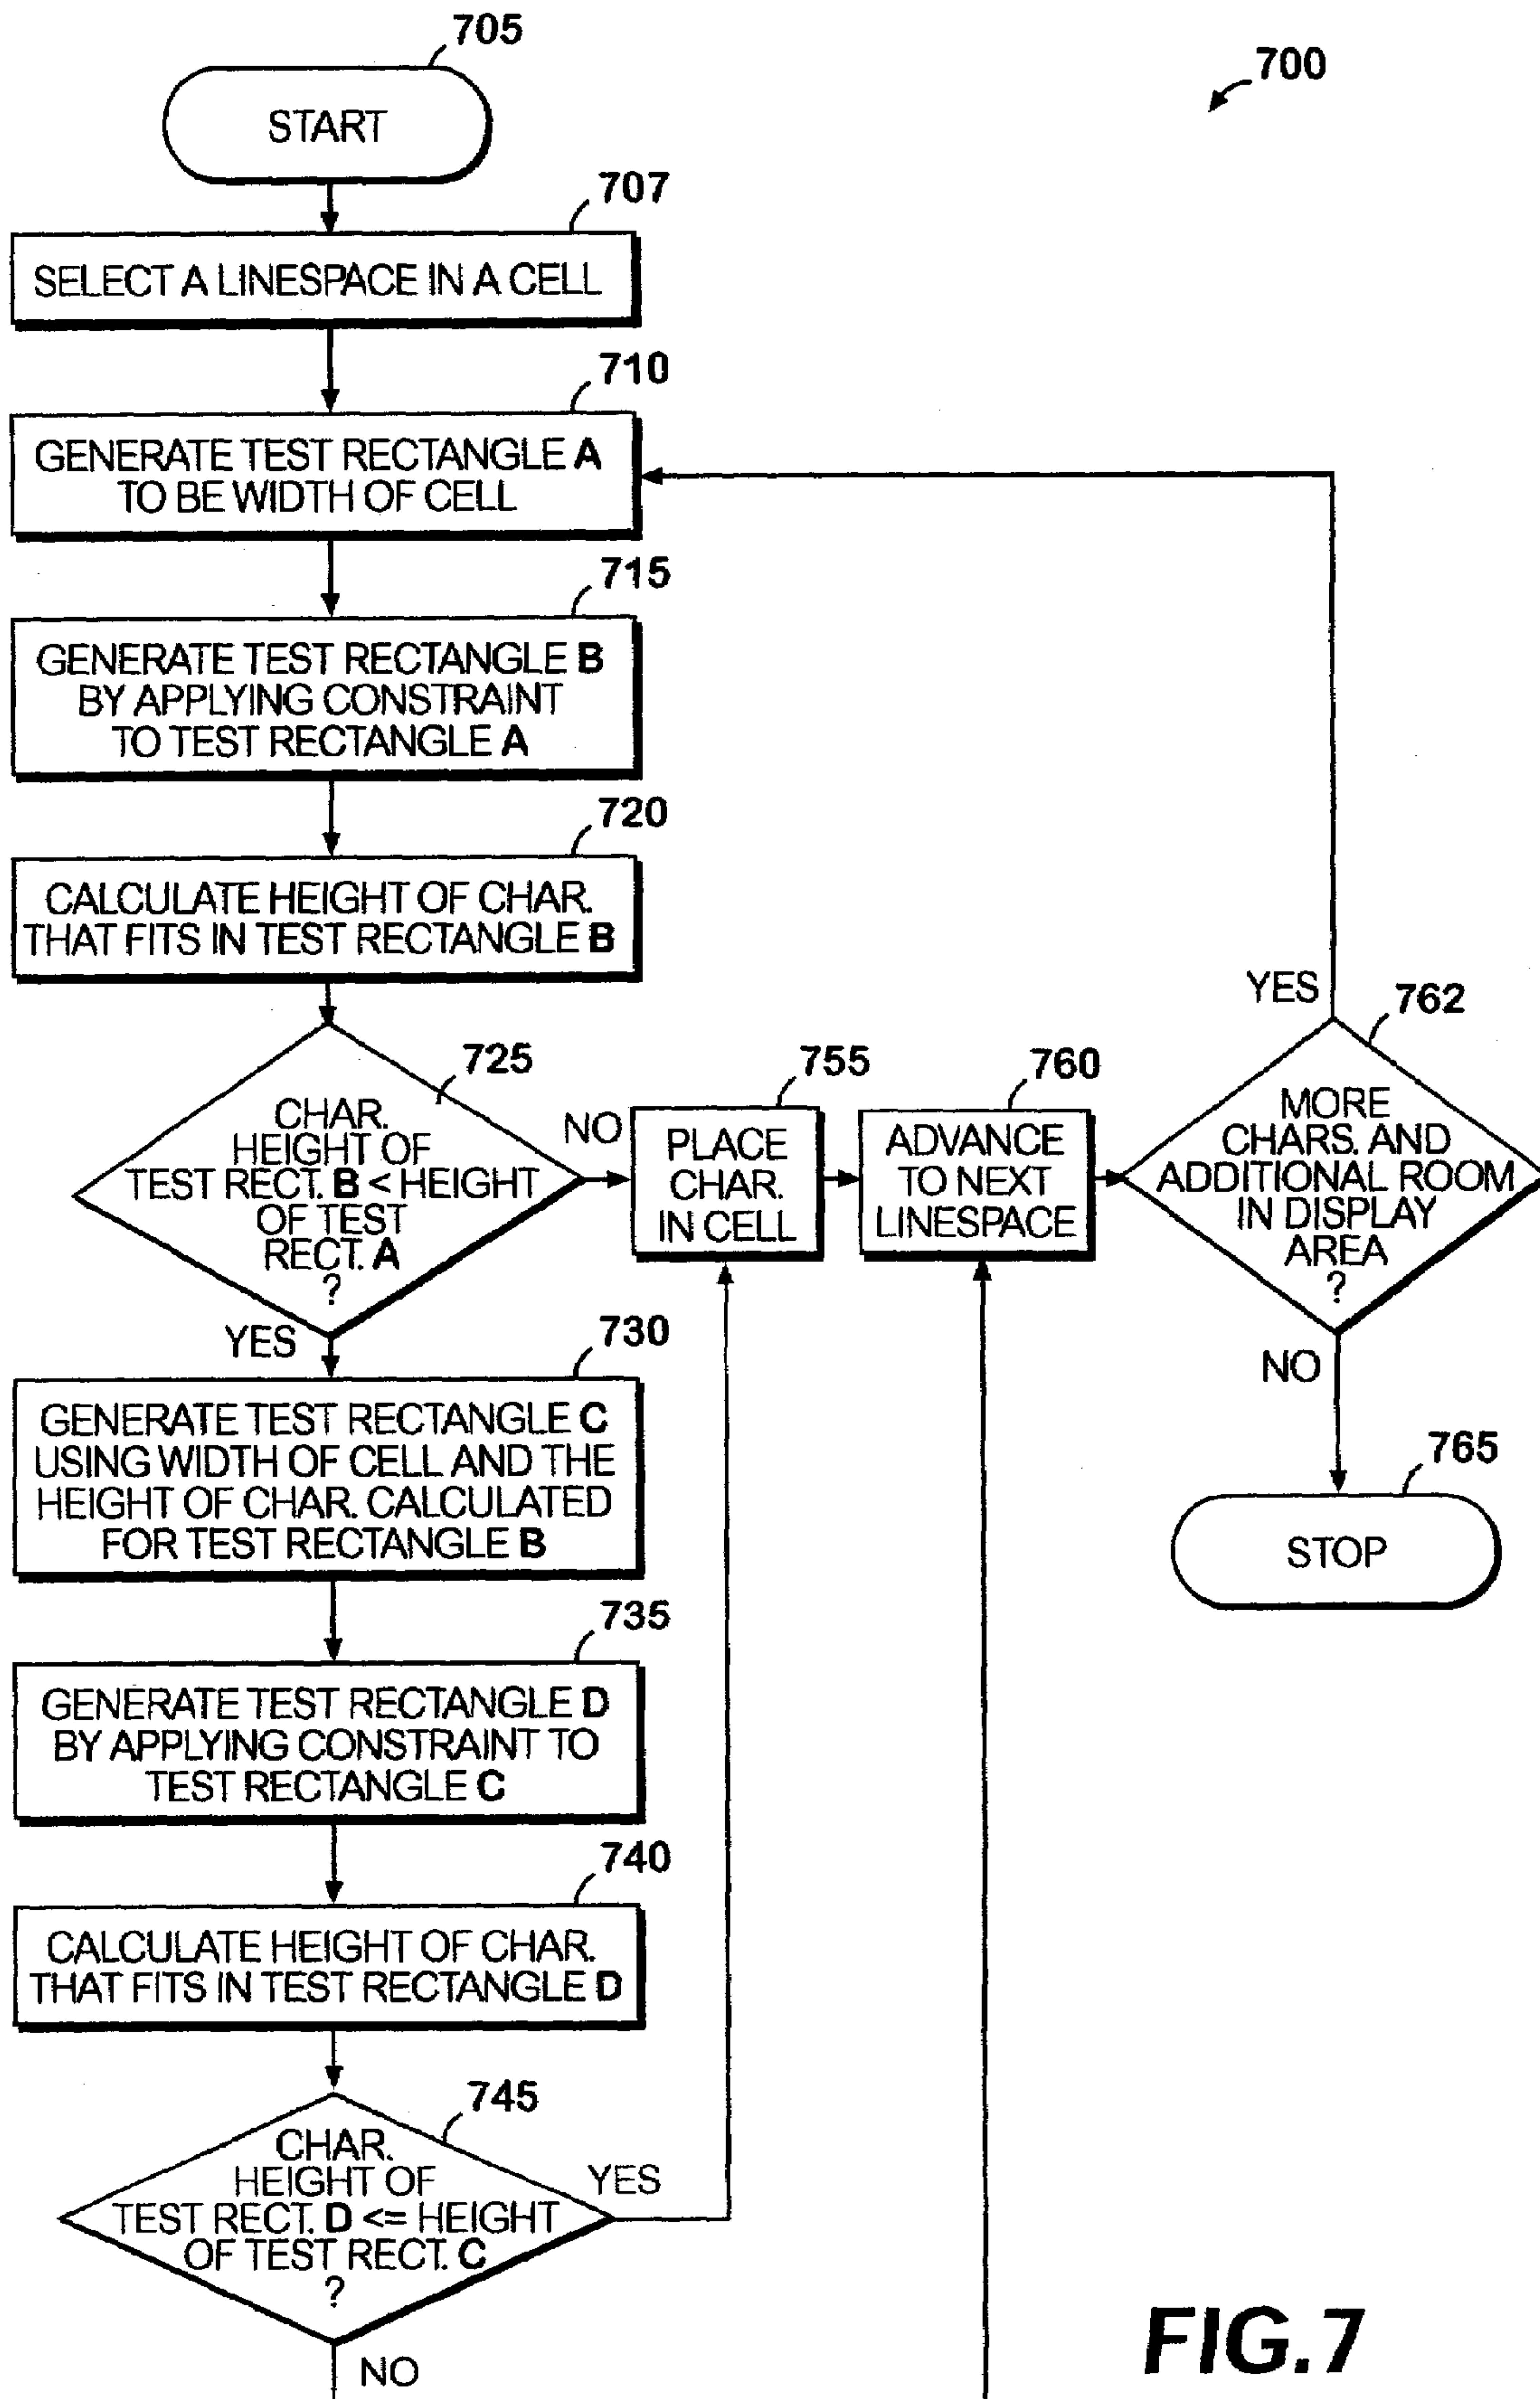 705
START
700
707
SELECT A LINESPACE IN A CELL
710
GENERATE TEST RECTANGLE A
TO BE WIDTH OF CELL
715
GENERATE TEST RECTANGLE B
BY APPLYING CONSTRAINT
TO TEST RECTANGLE A
720
CALCULATE HEIGHT OF CHAR.
THAT FITS IN TEST RECTANGLE B
725
CHAR.
HEIGHT OF
TEST RECT. B < HEIGHT
OF TEST
RECT. A
?
NO
YES
755
PLACE
CHAR.
IN CELL
760
ADVANCE
TO NEXT
LINESPACE
YES
762
MORE
CHARS. AND
ADDITIONAL ROOM
IN DISPLAY
AREA
?
NO
765
STOP
730
GENERATE TEST RECTANGLE C
USING WIDTH OF CELL AND THE
HEIGHT OF CHAR. CALCULATED
FOR TEST RECTANGLE B
735
GENERATE TEST RECTANGLE D
BY APPLYING CONSTRAINT TO
TEST RECTANGLE C
740
CALCULATE HEIGHT OF CHAR.
THAT FITS IN TEST RECTANGLE D
745
CHAR.
HEIGHT OF
TEST RECT. D <= HEIGHT
OF TEST RECT. C
?
YES
NO
FIG.7